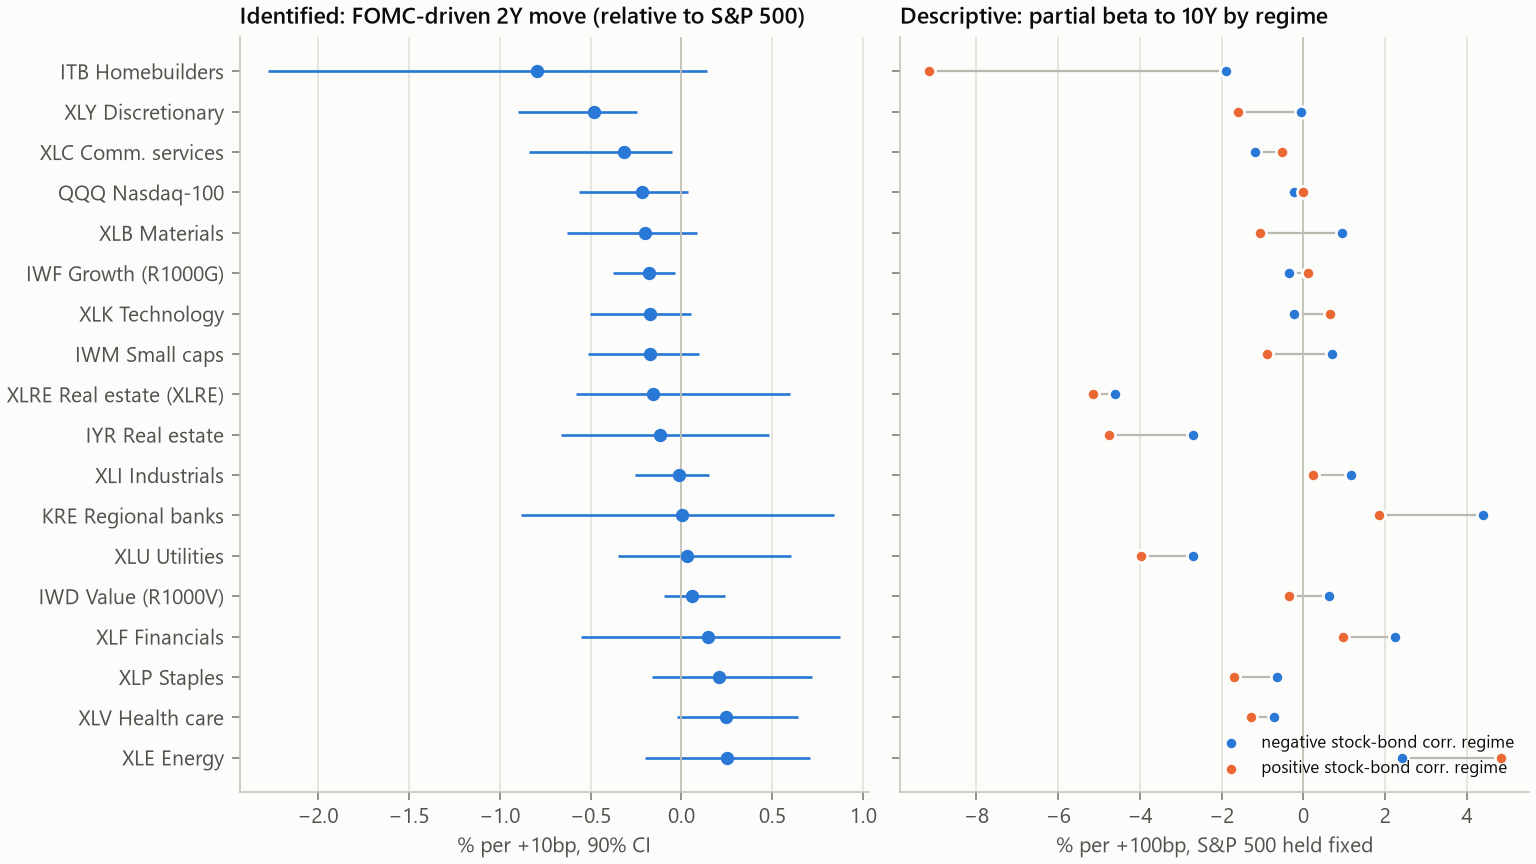 Identified: FOMC-driven 2Y move (relative to S&P 500)
Descriptive: partial beta to 10Y by regime
ITB Homebuilders
XLY Discretionary
XLC Comm. services
QQQ Nasdaq-100
XLB Materials
IWF Growth (R1000G)
XLK Technology
IWM Small caps
XLRE Real estate (XLRE)
IYR Real estate
XLI Industrials
KRE Regional banks
XLU Utilities
IWD Value (R1000V)
XLF Financials
XLP Staples
XLV Health care
XLE Energy
negative stock-bond corr. regime
positive stock-bond corr. regime
−2.0 −1.5 −1.0 −0.5 0.0 0.5 1.0
−8 −6 −4 −2 0 2 4
% per +10bp, 90% CI
% per +100bp, S&P 500 held fixed